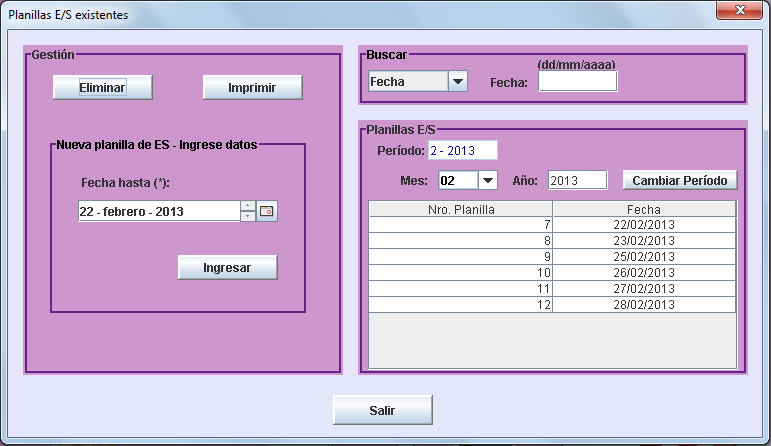 Planillas E/S existentes
Gestión
Eliminar
Imprimir
Nueva planilla de ES - Ingrese datos
Fecha hasta (*):
22 - febrero - 2013
Ingresar
Buscar
(dd/mm/aaaa)
Fecha
Fecha:
Planillas E/S
Período: 2 - 2013
Mes: 02 Año: 2013 Cambiar Período
Nro. Planilla Fecha
7 22/02/2013
8 23/02/2013
9 25/02/2013
10 26/02/2013
11 27/02/2013
12 28/02/2013
Salir